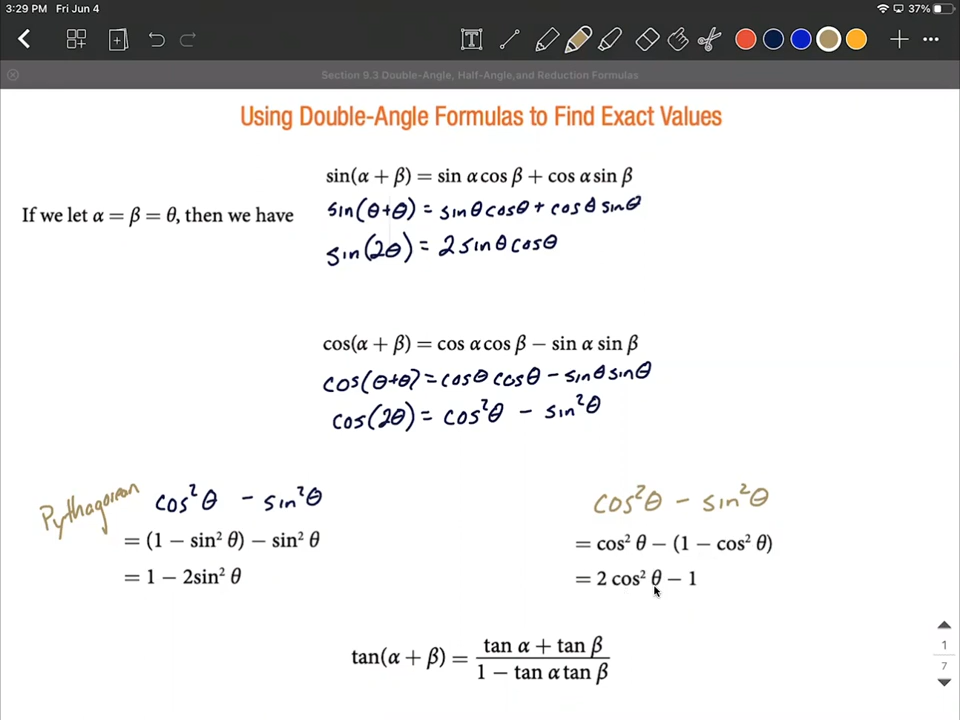 3:29 PM Fri Jun 4
37%
Section 9.3 Double-Angle, Half-Angle,and Reduction Formulas
Using Double-Angle Formulas to Find Exact Values
sin(α + β) = sin α cos β + cos α sin β
If we let α = β = θ, then we have
sin(θ+θ) = sinθ cosθ + cosθ sinθ
sin(2θ) = 2 sinθ cosθ
cos(α + β) = cos α cos β − sin α sin β
cos(θ+θ) = cosθ cosθ − sinθ sinθ
cos(2θ) = cos²θ − sin²θ
Pythagorean cos²θ − sin²θ
= (1 − sin² θ) − sin² θ
= 1 − 2sin² θ
cos²θ − sin²θ
= cos² θ − (1 − cos² θ)
= 2 cos² θ − 1
tan(α + β) = \frac{tan α + tan β}{1 − tan α tan β}
1
7